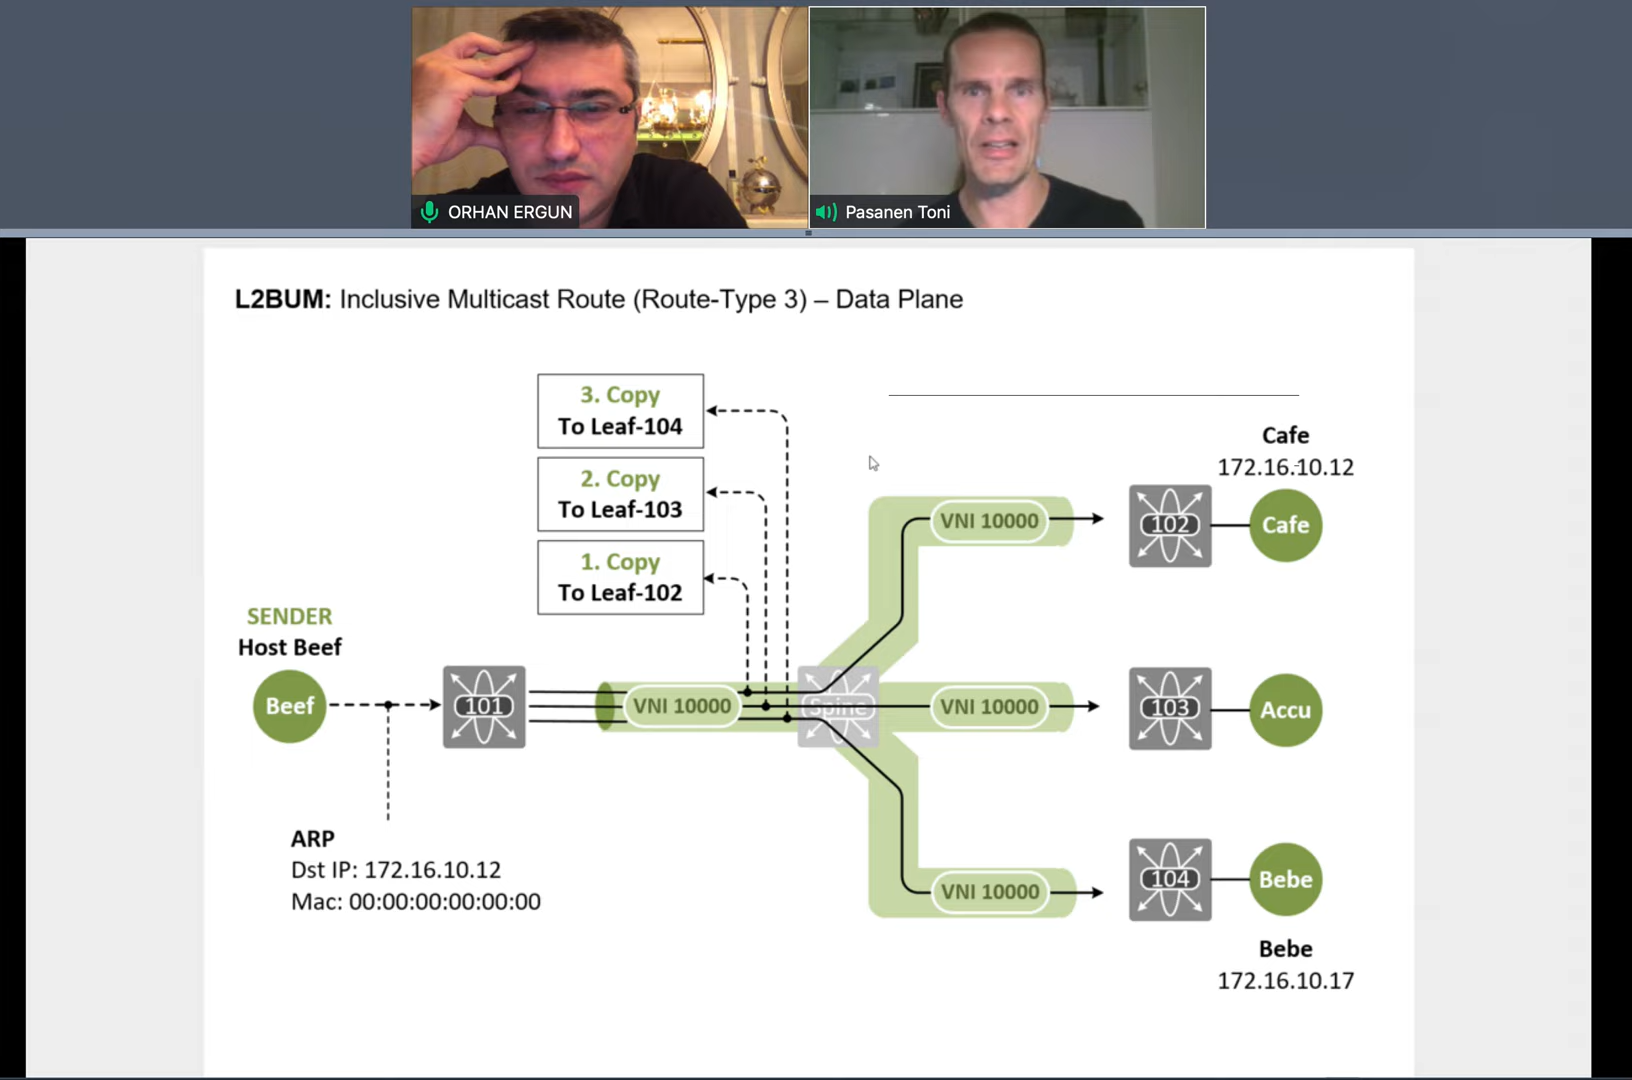 ORHAN ERGUN
Pasanen Toni
L2BUM: Inclusive Multicast Route (Route-Type 3) – Data Plane
3. Copy
To Leaf-104
2. Copy
To Leaf-103
1. Copy
To Leaf-102
Cafe
172.16.10.12
VNI 10000
102
Cafe
SENDER
Host Beef
Beef
101
VNI 10000
Spine
VNI 10000
103
Accu
ARP
Dst IP: 172.16.10.12
Mac: 00:00:00:00:00:00
VNI 10000
104
Bebe
Bebe
172.16.10.17